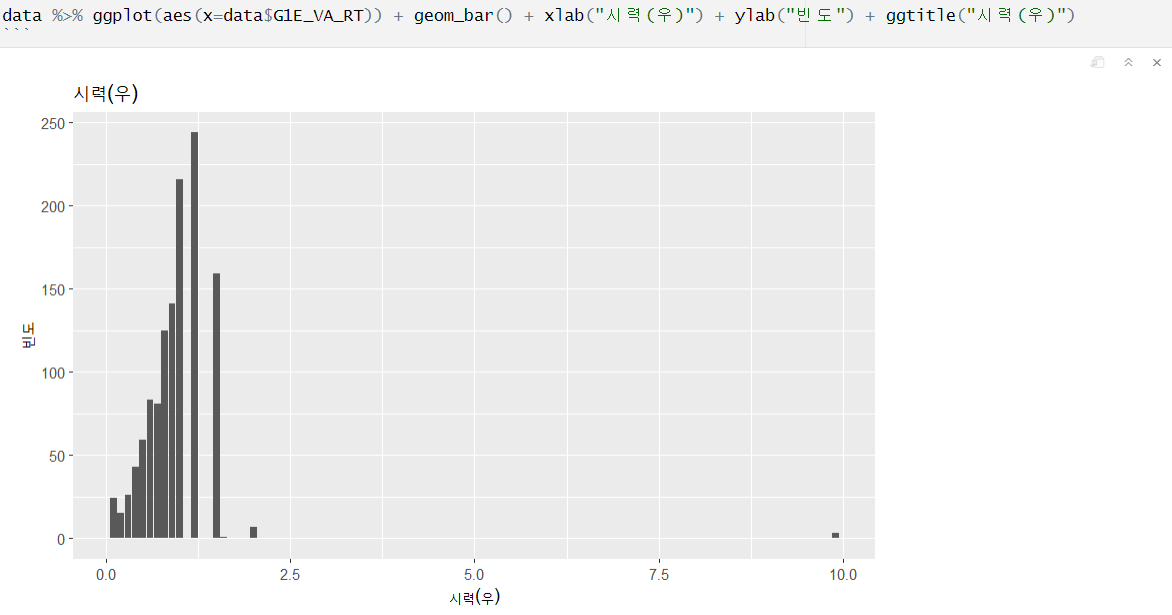 data %>% ggplot(aes(x=data$G1E_VA_RT)) + geom_bar() + xlab("시력(우)") + ylab("빈도") + ggtitle("시력(우)")
```
시력(우)
250
200
150
100
50
0
빈도
0.0 2.5 5.0 7.5 10.0
시력(우)